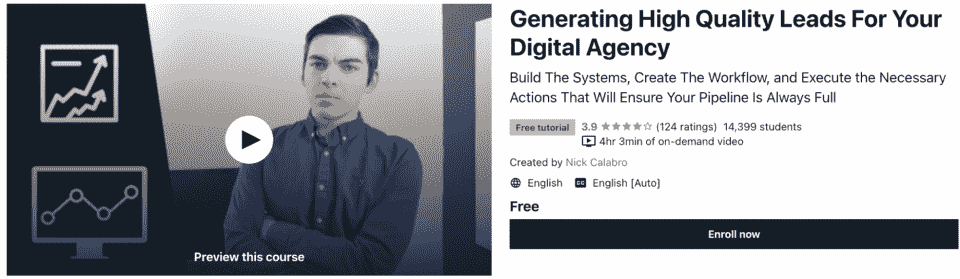 Preview this course
Generating High Quality Leads For Your
Digital Agency
Build The Systems, Create The Workflow, and Execute the Necessary
Actions That Will Ensure Your Pipeline Is Always Full
Free tutorial 3.9 (124 ratings) 14,399 students
4hr 3min of on-demand video
Created by Nick Calabro
English CC English [Auto]
Free
Enroll now